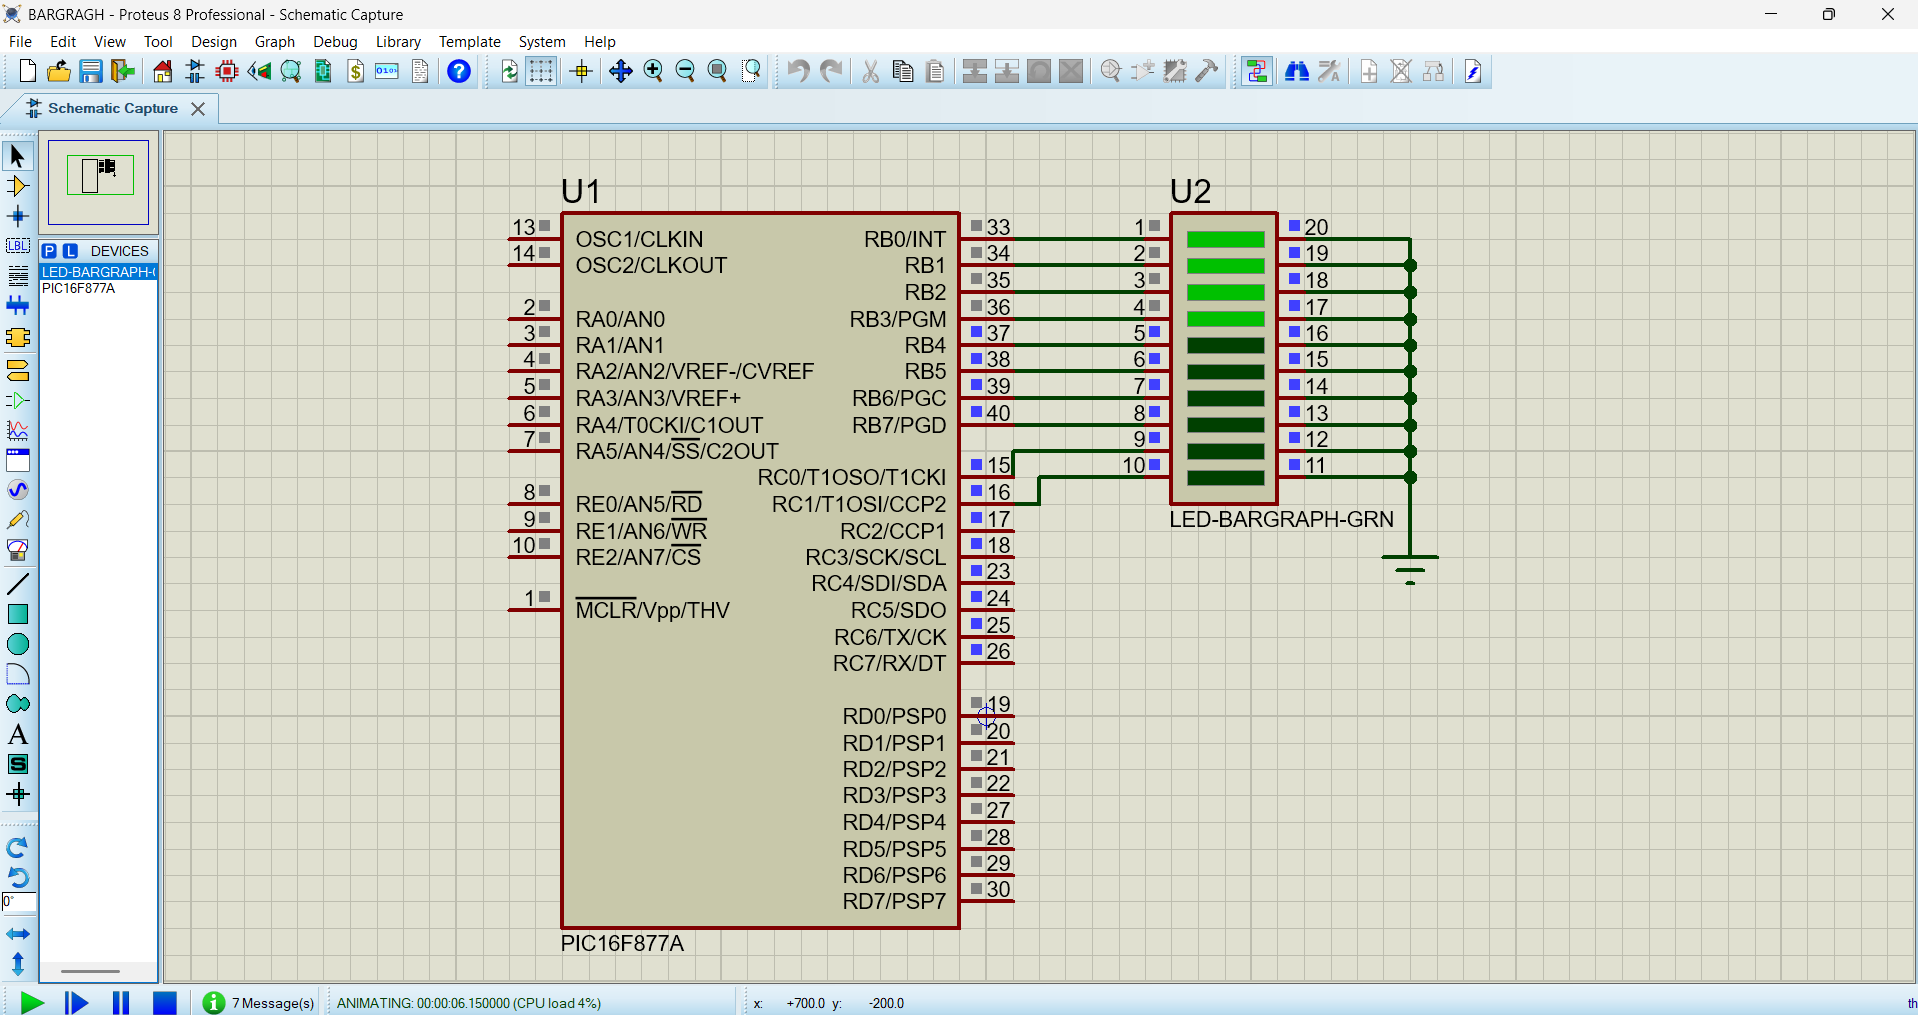 BARGRAGH - Proteus 8 Professional - Schematic Capture
File Edit View Tool Design Graph Debug Library Template System Help
Schematic Capture
P L DEVICES
LED-BARGRAPH-
PIC16F877A
U1
13 OSC1/CLKIN
14 OSC2/CLKOUT
2 RA0/AN0
3 RA1/AN1
4 RA2/AN2/VREF-/CVREF
5 RA3/AN3/VREF+
6 RA4/T0CKI/C1OUT
7 RA5/AN4/SS/C2OUT
8 RE0/AN5/RD
9 RE1/AN6/WR
10 RE2/AN7/CS
1 MCLR/Vpp/THV
RB0/INT 33
RB1 34
RB2 35
RB3/PGM 36
RB4 37
RB5 38
RB6/PGC 39
RB7/PGD 40
RC0/T1OSO/T1CKI 15
RC1/T1OSI/CCP2 16
RC2/CCP1 17
RC3/SCK/SCL 18
RC4/SDI/SDA 23
RC5/SDO 24
RC6/TX/CK 25
RC7/RX/DT 26
RD0/PSP0 19
RD1/PSP1 20
RD2/PSP2 21
RD3/PSP3 22
RD4/PSP4 27
RD5/PSP5 28
RD6/PSP6 29
RD7/PSP7 30
PIC16F877A
U2
1 20
2 19
3 18
4 17
5 16
6 15
7 14
8 13
9 12
10 11
LED-BARGRAPH-GRN
0°
7 Message(s) ANIMATING: 00:00:06.150000 (CPU load 4%) x: +700.0 y: -200.0 th